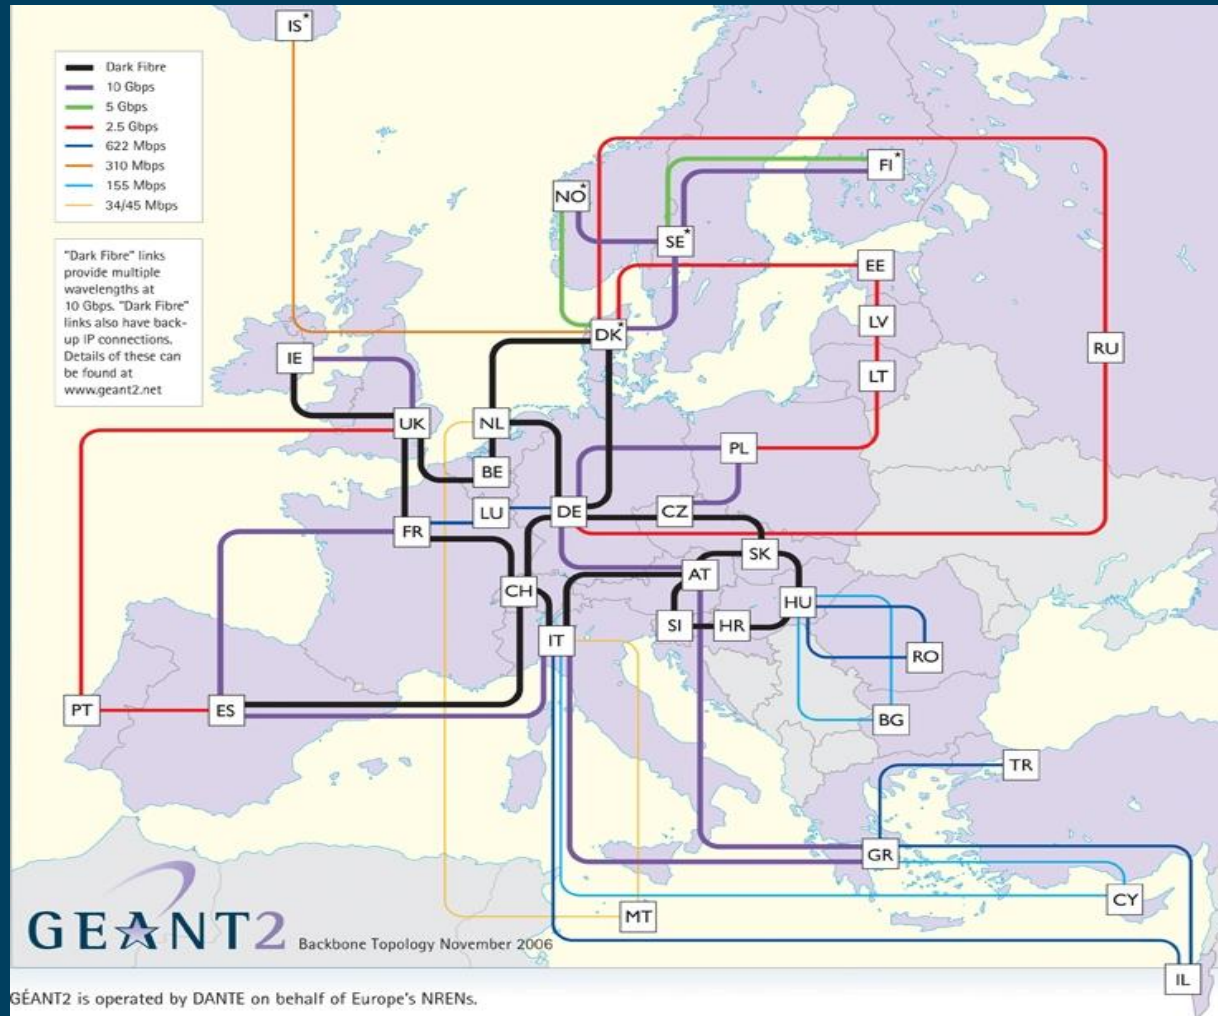 IS*
Dark Fibre
10 Gbps
5 Gbps
2.5 Gbps
622 Mbps
310 Mbps
155 Mbps
34/45 Mbps
"Dark Fibre" links
provide multiple
wavelengths at
10 Gbps. "Dark Fibre"
links also have back-
up IP connections.
Details of these can
be found at
www.geant2.net
FI*
NO*
SE*
EE
LV
DK*
RU
IE
LT
UK
NL
PL
BE
LU
DE
CZ
FR
SK
AT
CH
HU
SI
HR
IT
RO
PT
ES
BG
TR
GR
CY
MT
GEANT2
Backbone Topology November 2006
IL
GÉANT2 is operated by DANTE on behalf of Europe's NRENs.